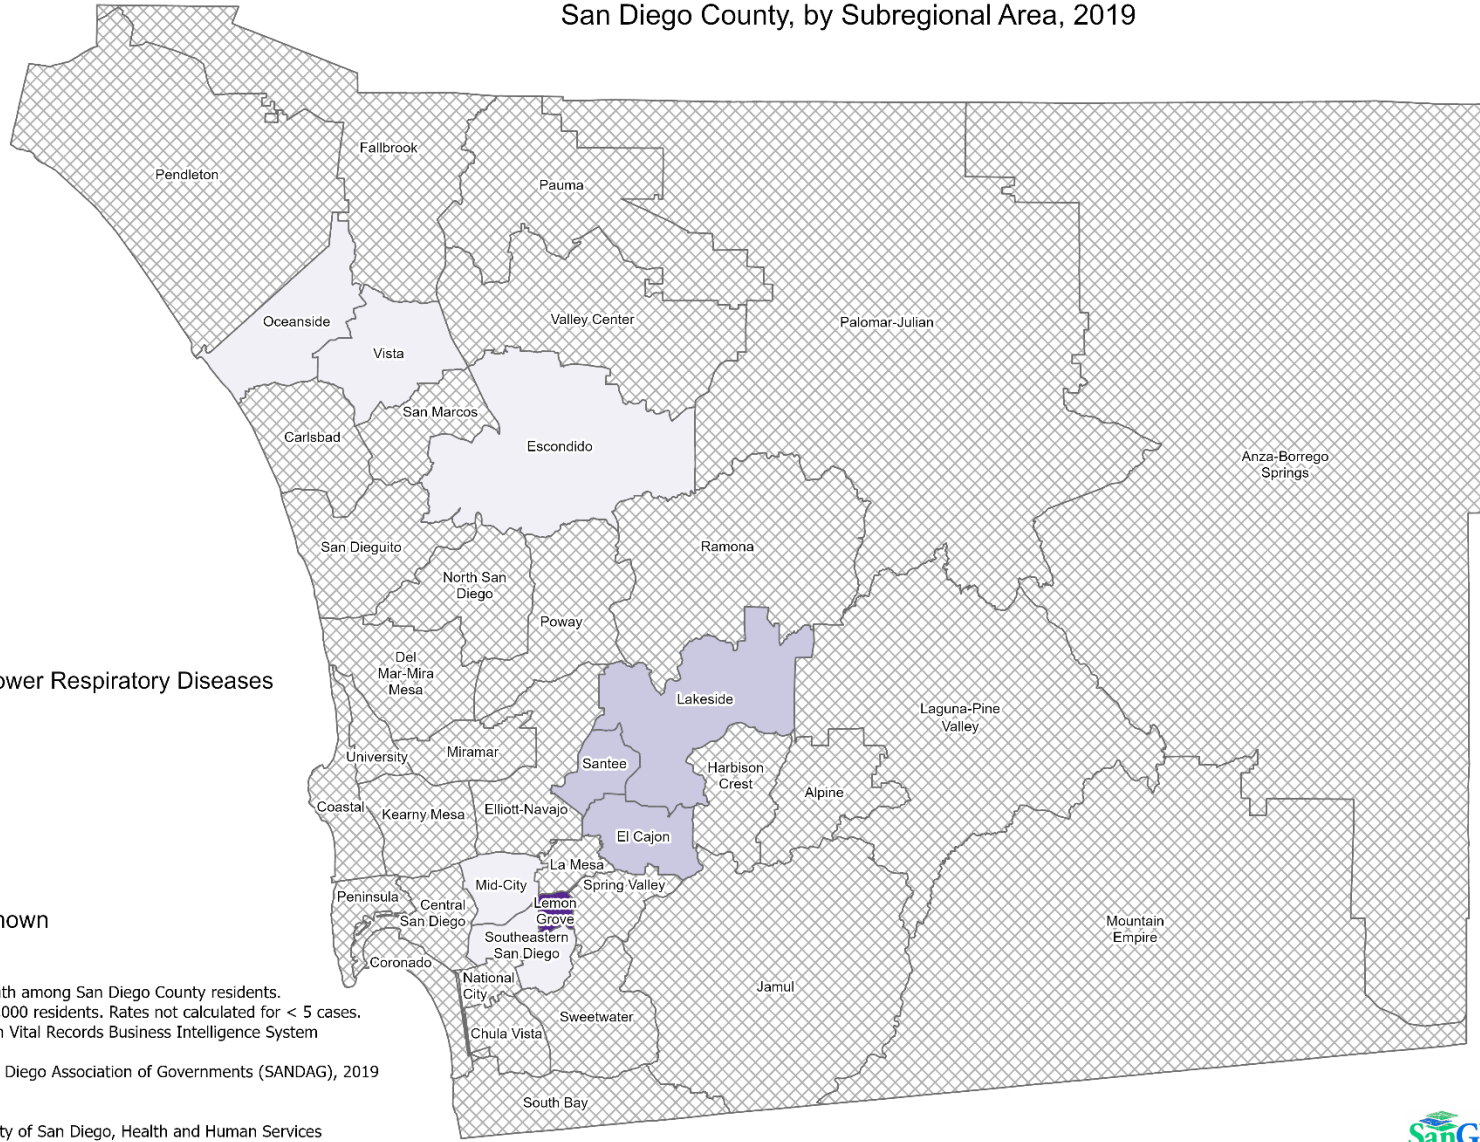 San Diego County, by Subregional Area, 2019
Fallbrook
Pendleton
Pauma
Oceanside
Valley Center
Palomar-Julian
Vista
San Marcos
Carlsbad
Escondido
Anza-Borrego
Springs
San Dieguito
Ramona
North San
Diego
Poway
Del
Mar-Mira
Mesa
ower Respiratory Diseases
Lakeside
Laguna-Pine
Valley
University
Miramar
Santee
Harbison
Crest
Alpine
Coastal
Kearny Mesa
Elliott-Navajo
El Cajon
La Mesa
Mid-City
Spring Valley
Peninsula
Central
San Diego
Lemon
Grove
nown
Southeastern
San Diego
Mountain
Empire
Coronado
National
City
Jamul
th among San Diego County residents.
000 residents. Rates not calculated for < 5 cases.
n Vital Records Business Intelligence System
Sweetwater
Chula Vista
Diego Association of Governments (SANDAG), 2019
South Bay
ty of San Diego, Health and Human Services
SanG